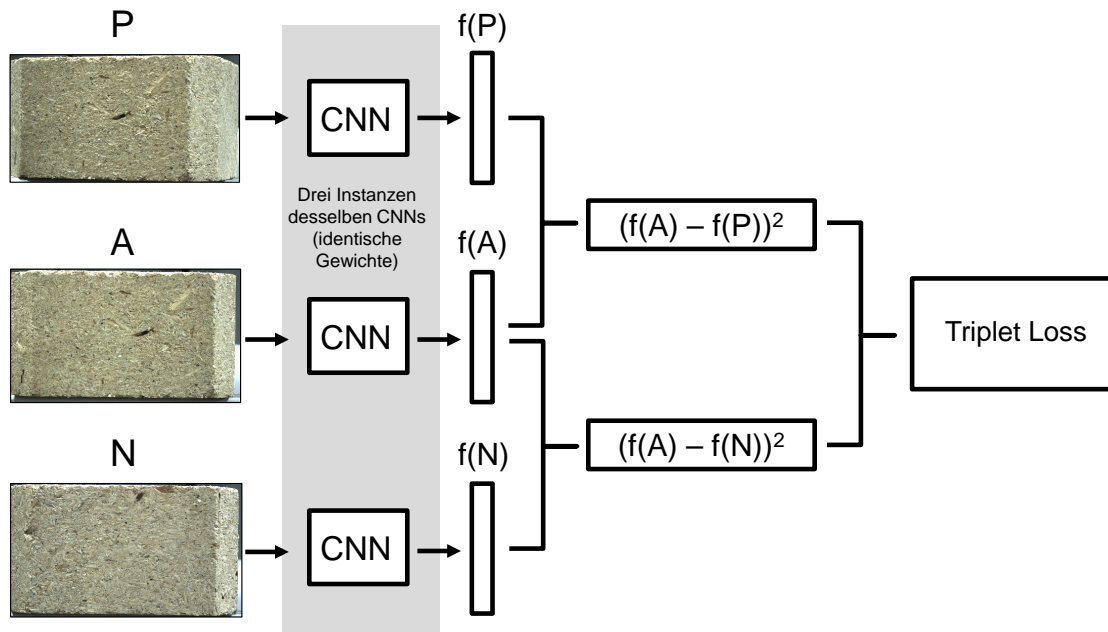 P
f(P)
CNN
Drei Instanzen
desselben CNNs
(identische
Gewichte)
(f(A) – f(P))²
A
f(A)
CNN
Triplet Loss
N
f(N)
(f(A) – f(N))²
CNN